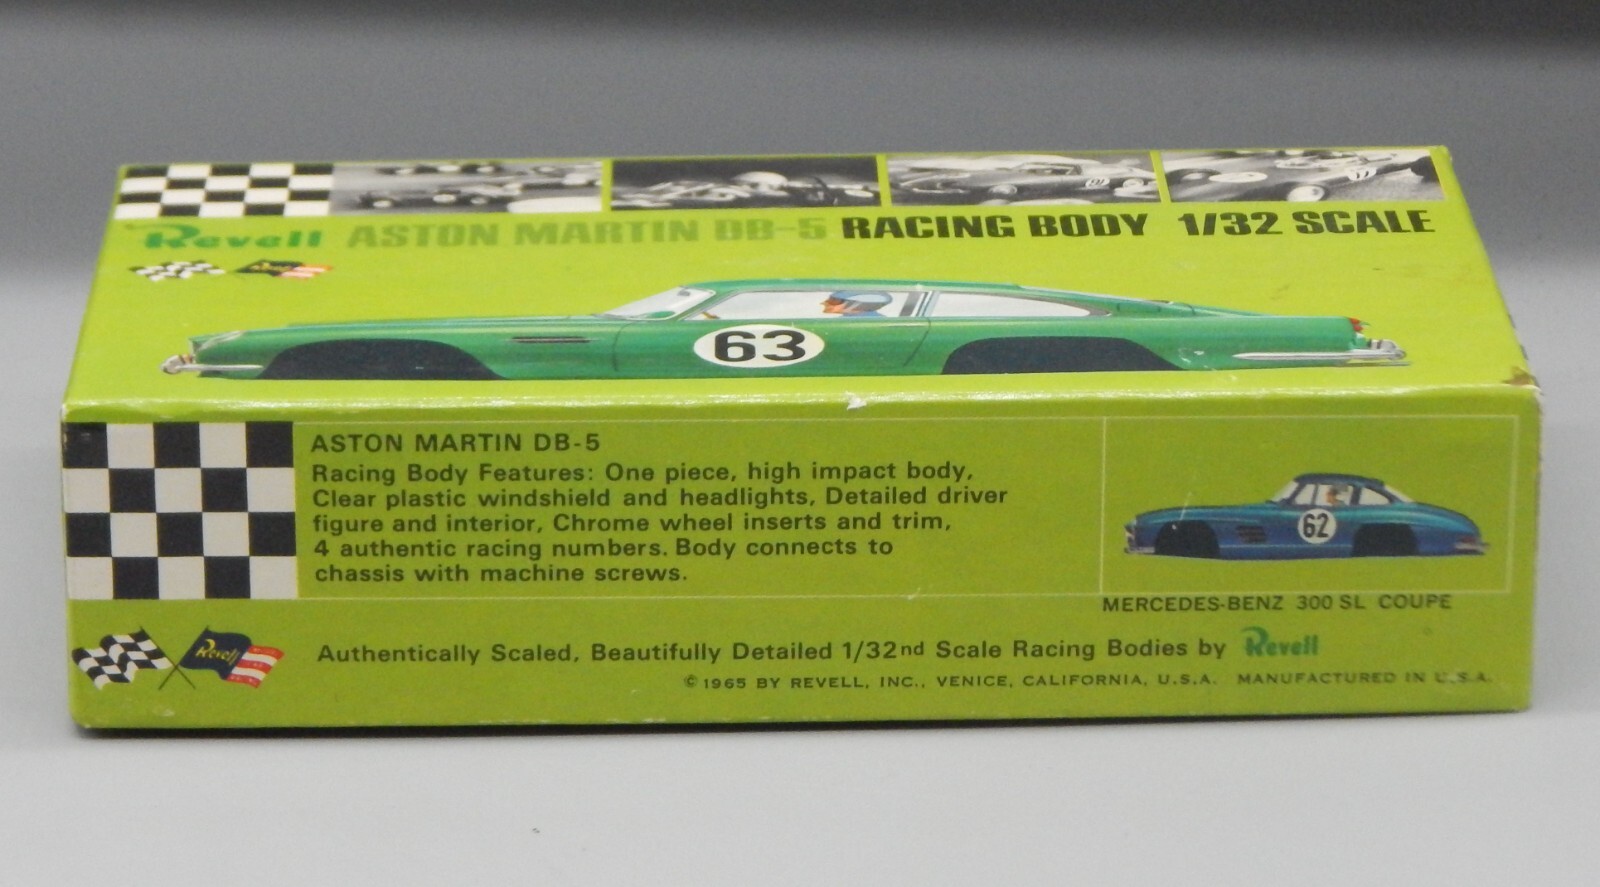 Revell ASTON MARTIN DB-5 RACING BODY 1/32 SCALE
63
ASTON MARTIN DB-5
Racing Body Features: One piece, high impact body,
Clear plastic windshield and headlights, Detailed driver
figure and interior, Chrome wheel inserts and trim,
4 authentic racing numbers. Body connects to
chassis with machine screws.
62
MERCEDES-BENZ 300 SL COUPE
Revell
Authentically Scaled, Beautifully Detailed 1/32nd Scale Racing Bodies by Revell
© 1965 BY REVELL, INC., VENICE, CALIFORNIA, U.S.A. MANUFACTURED IN U.S.A.